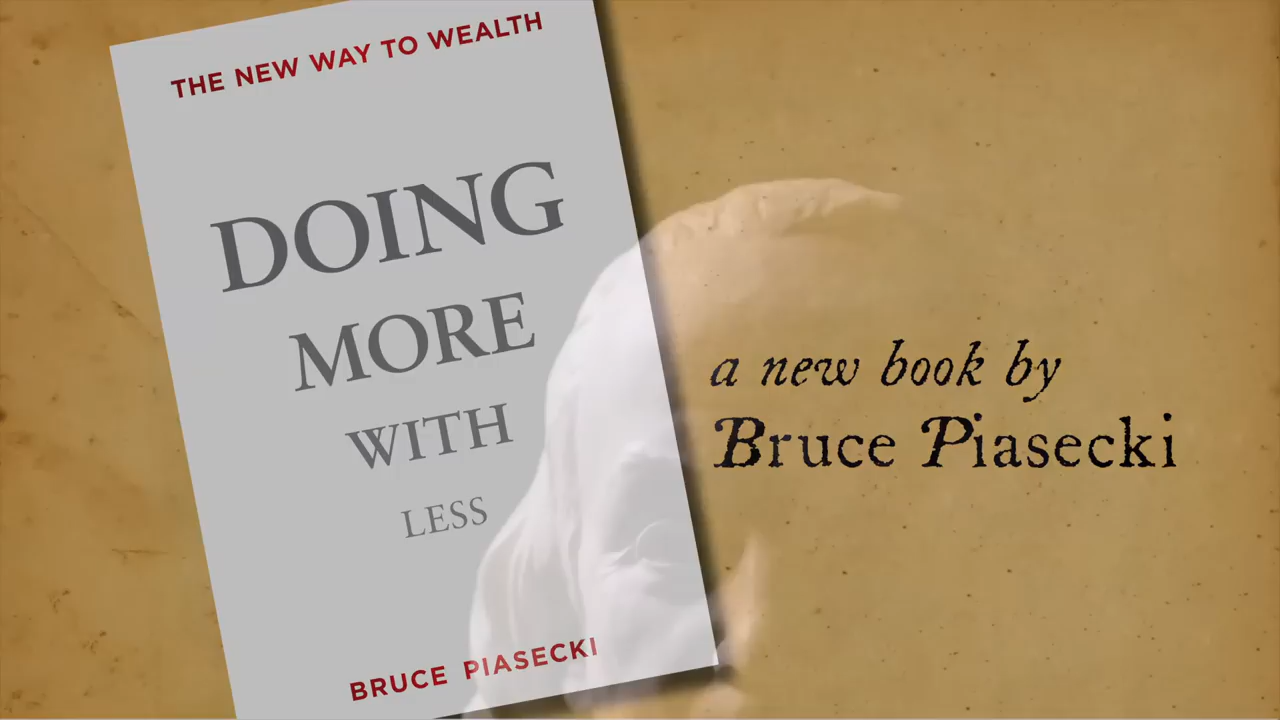 THE NEW WAY TO WEALTH
DOING
MORE
WITH
LESS
BRUCE PIASECKI
a new book by
Bruce Piasecki